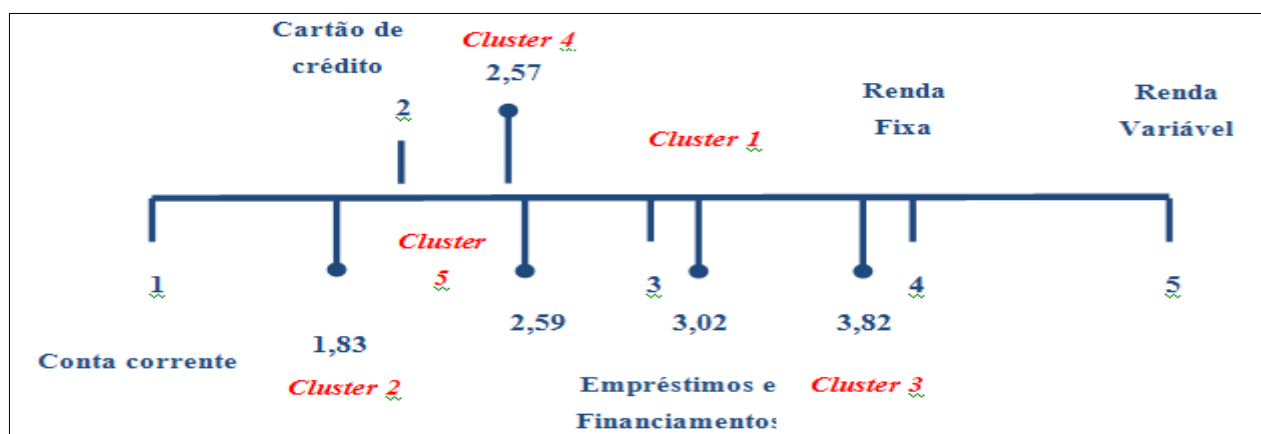 Cartão de
crédito
2
Cluster 4
2,57
Cluster 1
Renda
Fixa
Renda
Variável
1
Conta corrente
1,83
Cluster 2
Cluster
5
2,59
3
3,02
Empréstimos e
Financiamentos
3,82
Cluster 3
4
5